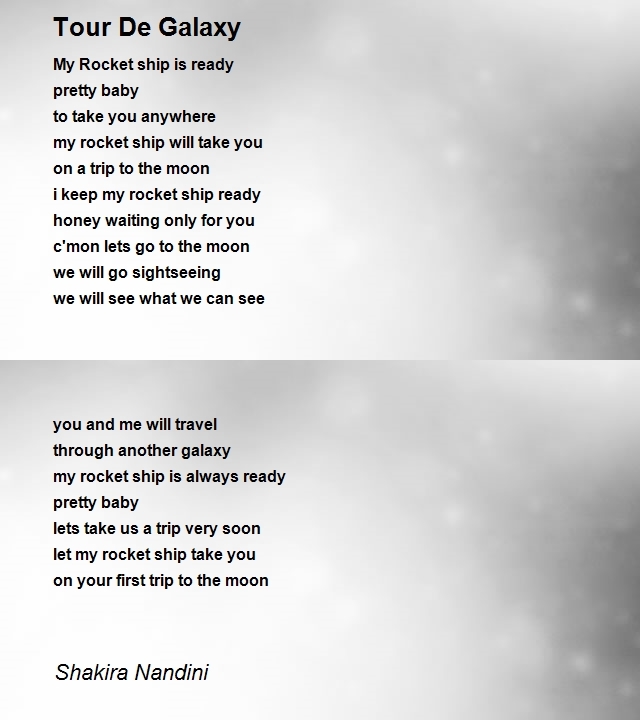 Tour De Galaxy
My Rocket ship is ready
pretty baby
to take you anywhere
my rocket ship will take you
on a trip to the moon
i keep my rocket ship ready
honey waiting only for you
c'mon lets go to the moon
we will go sightseeing
we will see what we can see
you and me will travel
through another galaxy
my rocket ship is always ready
pretty baby
lets take us a trip very soon
let my rocket ship take you
on your first trip to the moon
Shakira Nandini